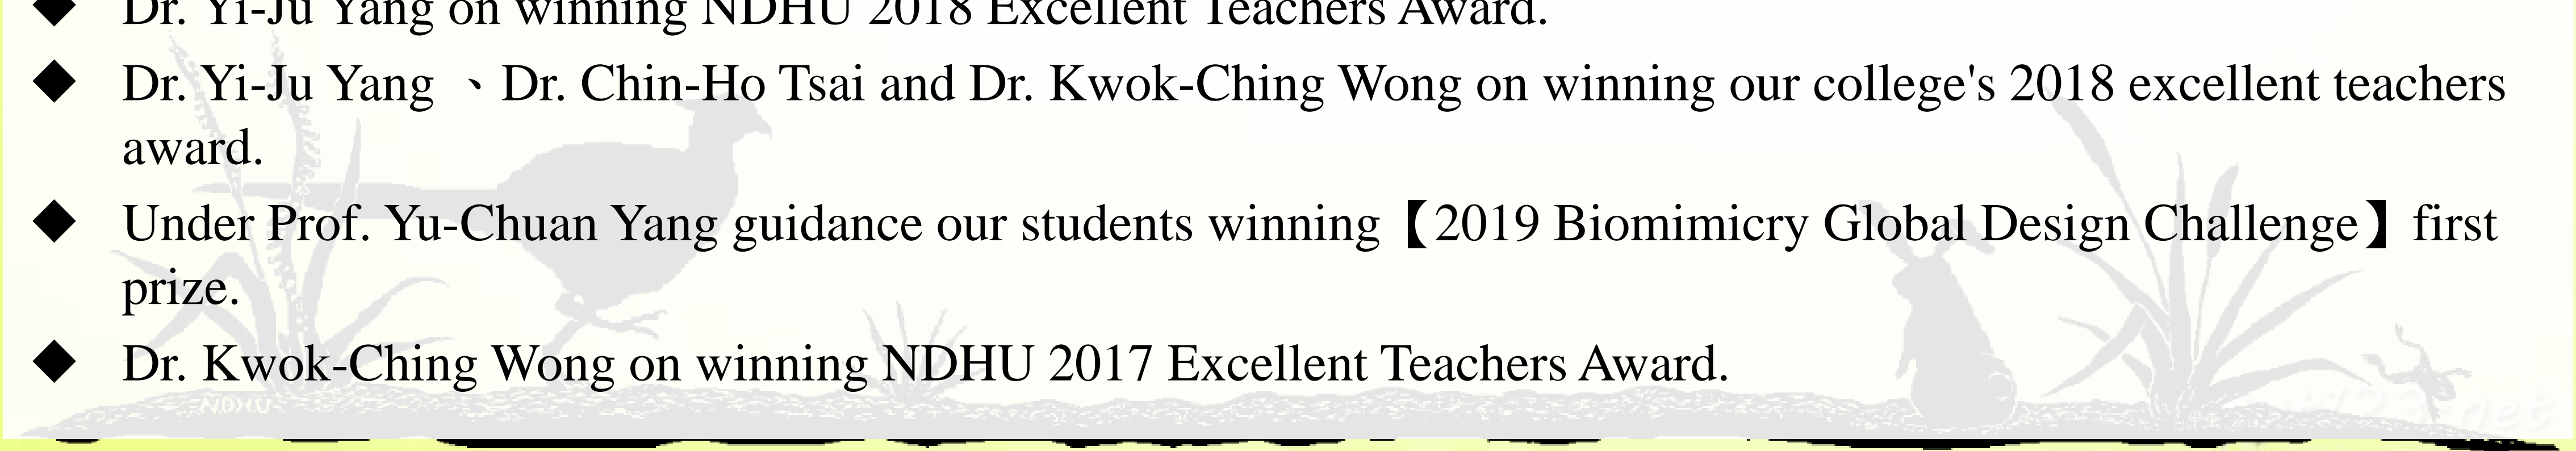 ◆ Dr. Yi-Ju Yang on winning NDHU 2018 Excellent Teachers Award.
◆ Dr. Yi-Ju Yang 、Dr. Chin-Ho Tsai and Dr. Kwok-Ching Wong on winning our college's 2018 excellent teachers
award.
◆ Under Prof. Yu-Chuan Yang guidance our students winning【2019 Biomimicry Global Design Challenge】first
prize.
◆ Dr. Kwok-Ching Wong on winning NDHU 2017 Excellent Teachers Award.
NDHU